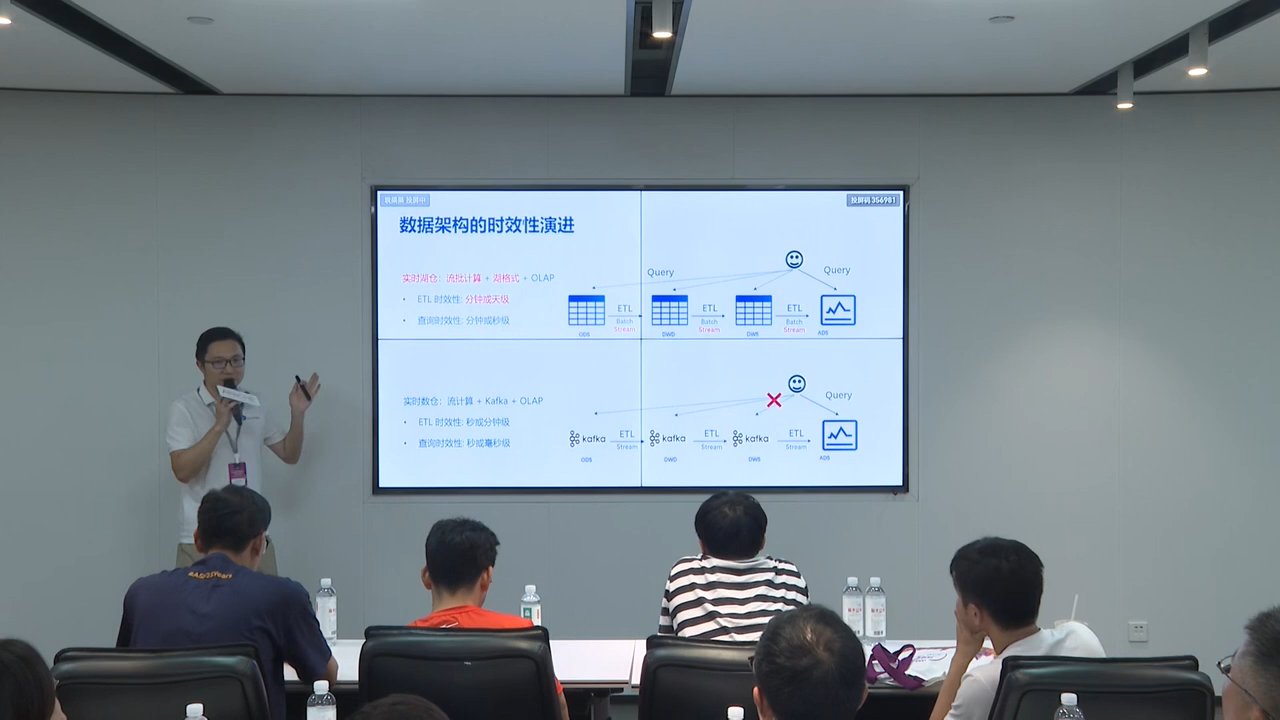 投屏中
投屏码 356981
数据架构的时效性演进
实时湖仓：流批计算 + 湖格式 + OLAP
• ETL 时效性: 分钟或天级
• 查询时效性: 分钟或秒级
Query
Query
ETL
Batch
Stream
ETL
Batch
Stream
ETL
Batch
Stream
ODS
DWD
DWS
ADS
实时数仓：流计算 + Kafka + OLAP
• ETL 时效性: 秒或分钟级
• 查询时效性: 秒或毫秒级
Query
kafka
ETL
Stream
kafka
ETL
Stream
kafka
ETL
Stream
ODS
DWD
DWS
ADS